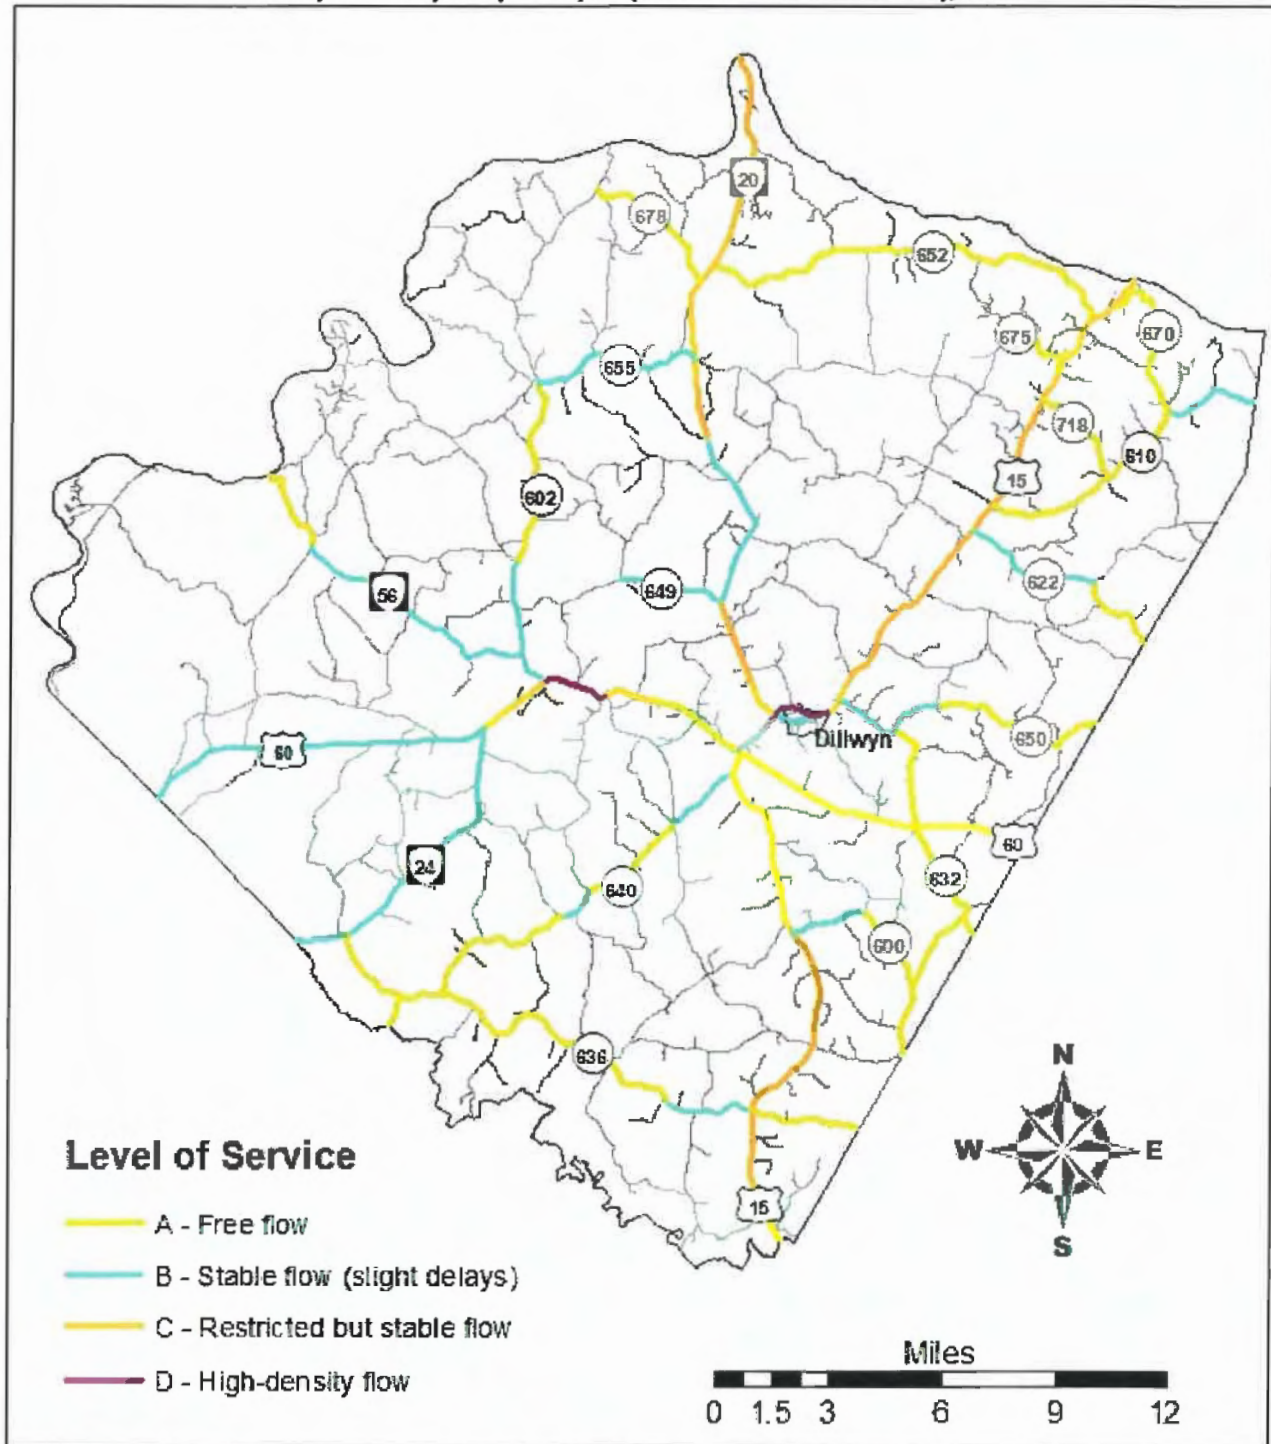 20
678
652
675
670
655
718
610
15
602
622
56
649
Dillwyn
650
60
60
24
632
640
600
636
N
W E
S
15
Level of Service
A - Free flow
B - Stable flow (slight delays)
C - Restricted but stable flow
D - High-density flow
Miles
0 1.5 3 6 9 12